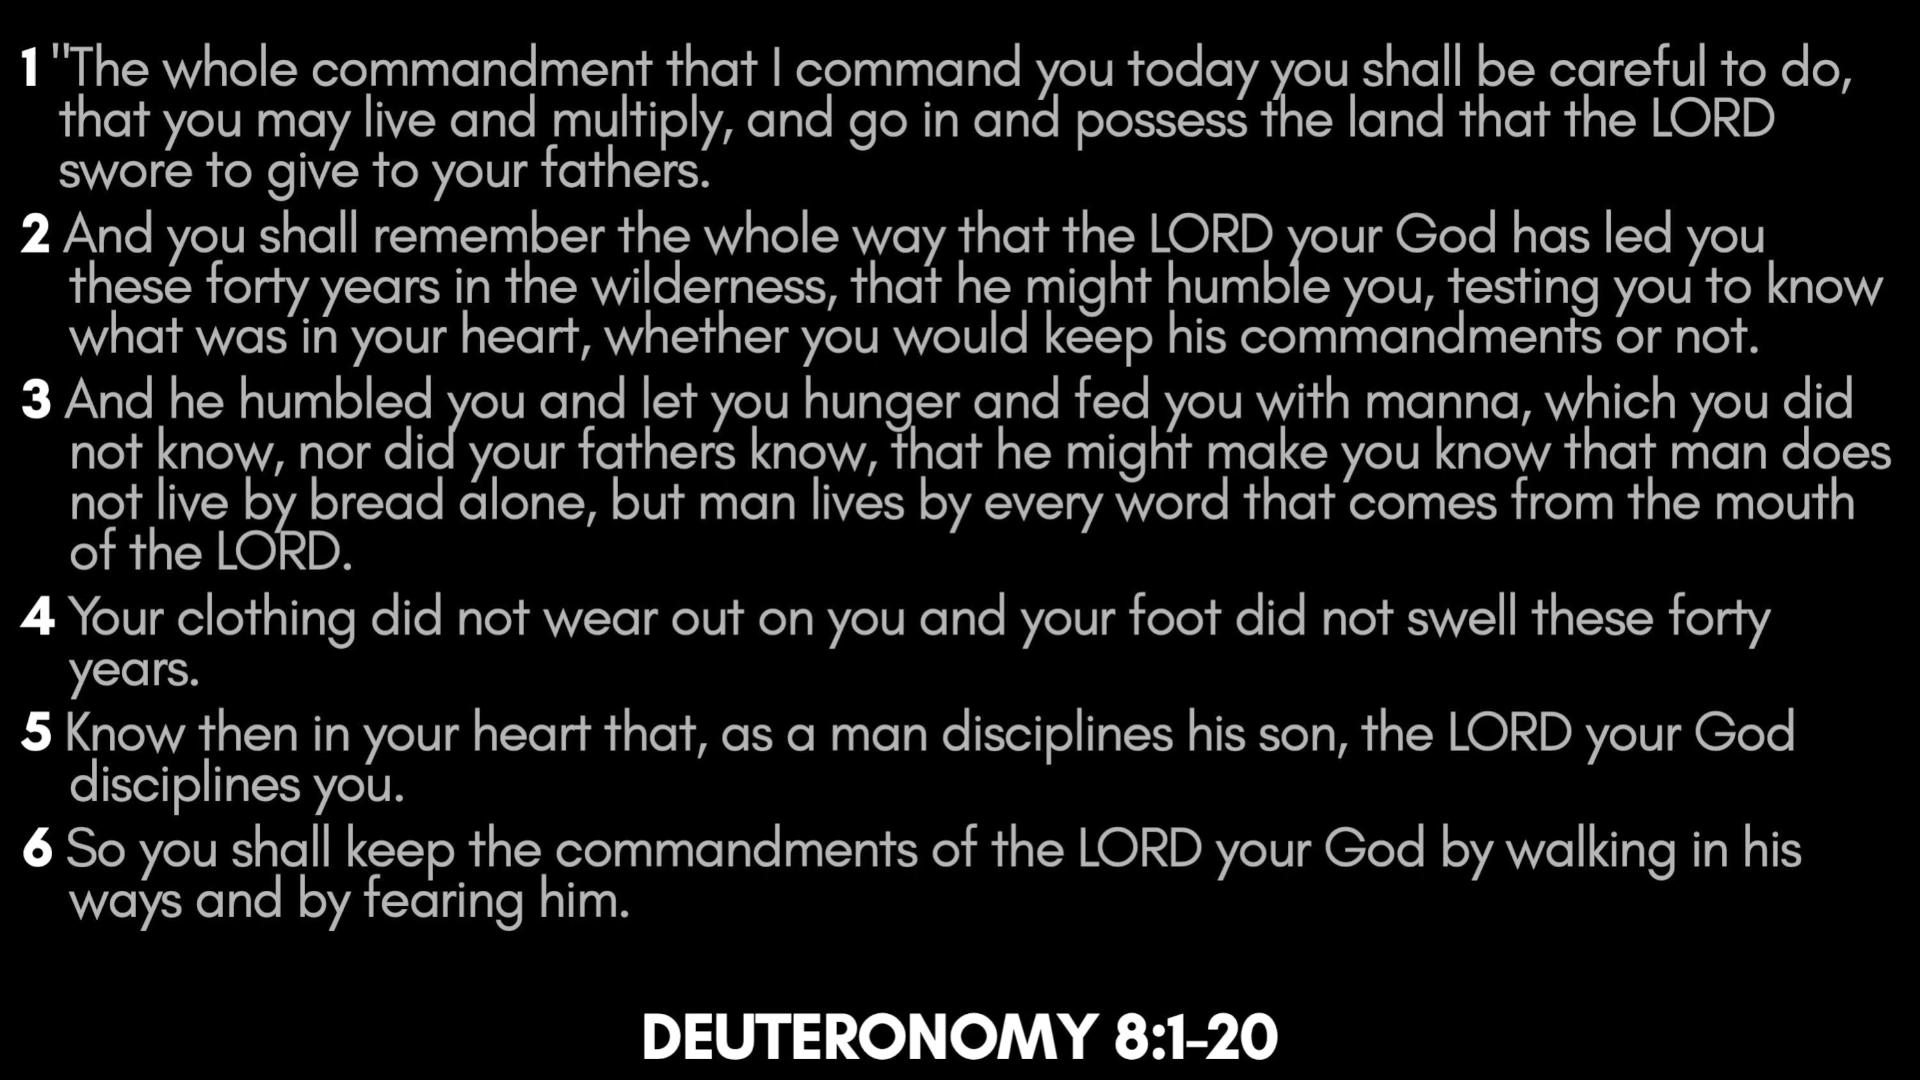 1 "The whole commandment that I command you today you shall be careful to do,
that you may live and multiply, and go in and possess the land that the LORD
swore to give to your fathers.
2 And you shall remember the whole way that the LORD your God has led you
these forty years in the wilderness, that he might humble you, testing you to know
what was in your heart, whether you would keep his commandments or not.
3 And he humbled you and let you hunger and fed you with manna, which you did
not know, nor did your fathers know, that he might make you know that man does
not live by bread alone, but man lives by every word that comes from the mouth
of the LORD.
4 Your clothing did not wear out on you and your foot did not swell these forty
years.
5 Know then in your heart that, as a man disciplines his son, the LORD your God
disciplines you.
6 So you shall keep the commandments of the LORD your God by walking in his
ways and by fearing him.
DEUTERONOMY 8:1-20